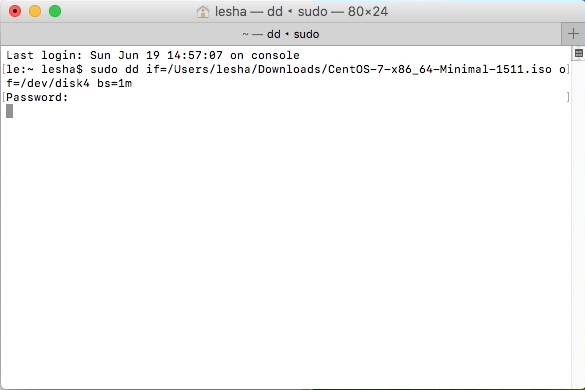 lesha — dd ◂ sudo — 80×24
~ — dd ◂ sudo
Last login: Sun Jun 19 14:57:07 on console
[le:~ lesha$ sudo dd if=/Users/lesha/Downloads/CentOS-7-x86_64-Minimal-1511.iso o]
f=/dev/disk4 bs=1m
[Password: ]